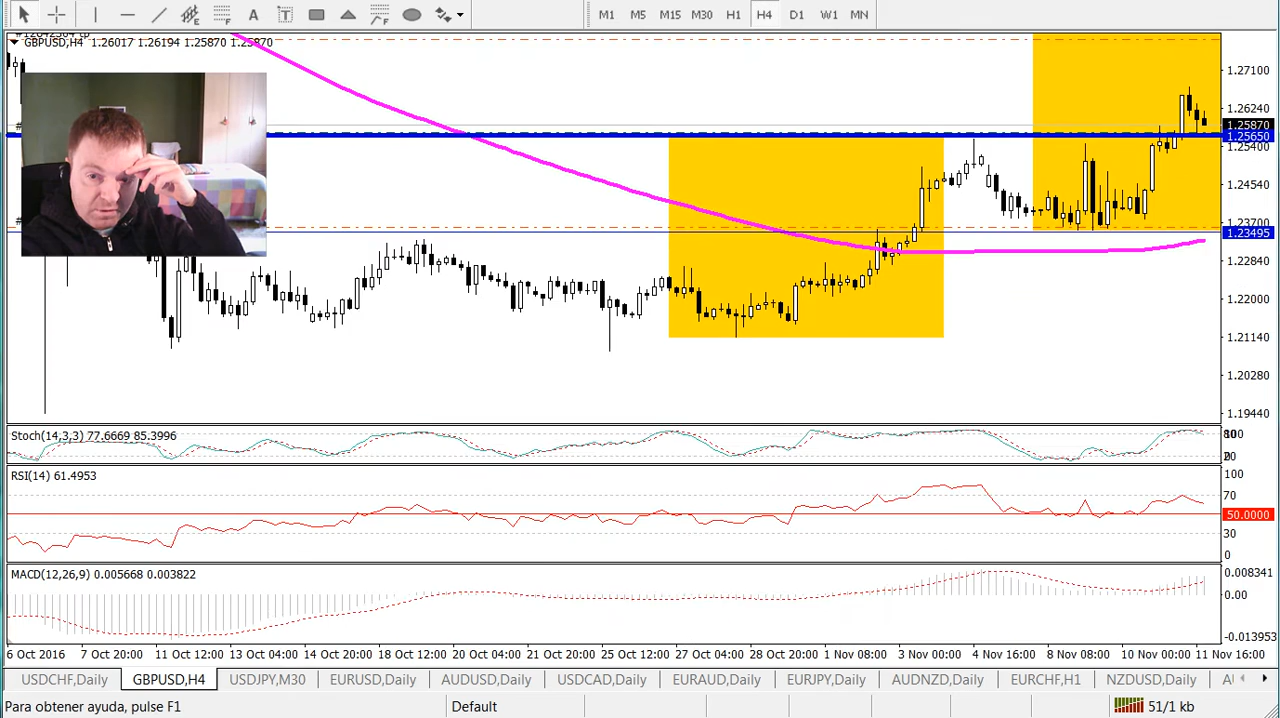 A T
M1 M5 M15 M30 H1 H4 D1 W1 MN
GBPUSD,H4 1.26017 1.26194 1.25870 1.25870
1.27100
1.26240
1.25870
1.25650
1.25400
1.24540
1.23700
1.23495
1.22840
1.22000
1.21140
1.20280
1.19440
Stoch(14,3,3) 77.6669 85.3996
RSI(14) 61.4953
100
70
50.0000
30
0
MACD(12,26,9) 0.005668 0.003822
0.008341
0.00
-0.013953
6 Oct 2016 7 Oct 20:00 11 Oct 12:00 13 Oct 04:00 14 Oct 20:00 18 Oct 12:00 20 Oct 04:00 21 Oct 20:00 25 Oct 12:00 27 Oct 04:00 28 Oct 20:00 1 Nov 08:00 3 Nov 00:00 4 Nov 16:00 8 Nov 08:00 10 Nov 00:00 11 Nov 16:00
USDCHF,Daily GBPUSD,H4 USDJPY,M30 EURUSD,Daily AUDUSD,Daily USDCAD,Daily EURAUD,Daily EURJPY,Daily AUDNZD,Daily EURCHF,H1 NZDUSD,Daily
Para obtener ayuda, pulse F1 Default 51/1 kb